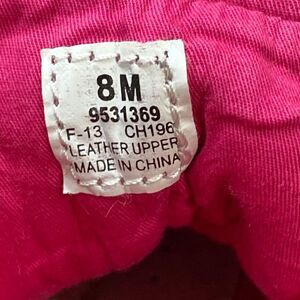 8M
9531369
F-13 CH196
LEATHER UPPER
MADE IN CHINA